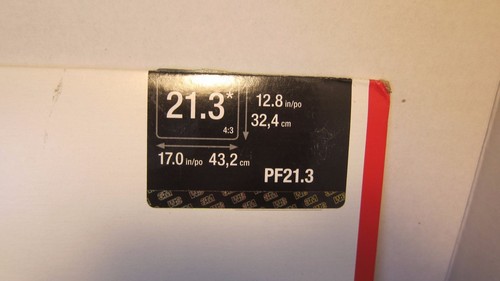 21.3*
4:3
12.8 in/po
32,4 cm
17.0 in/po 43,2 cm
PF21.3